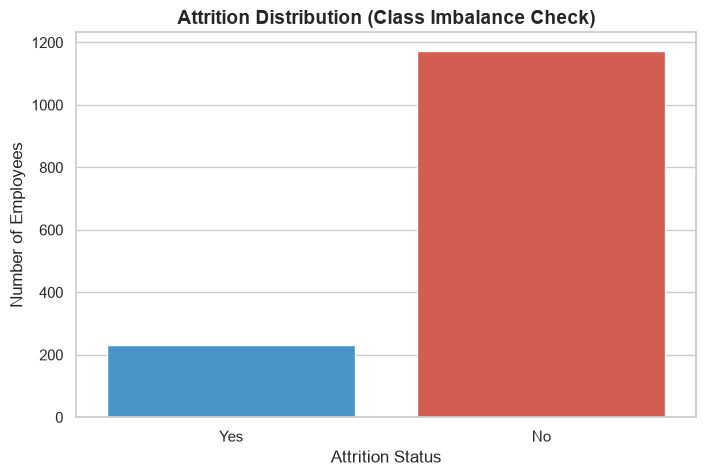 Attrition Distribution (Class Imbalance Check)
Number of Employees
1200
1000
800
600
400
200
0
Yes
No
Attrition Status